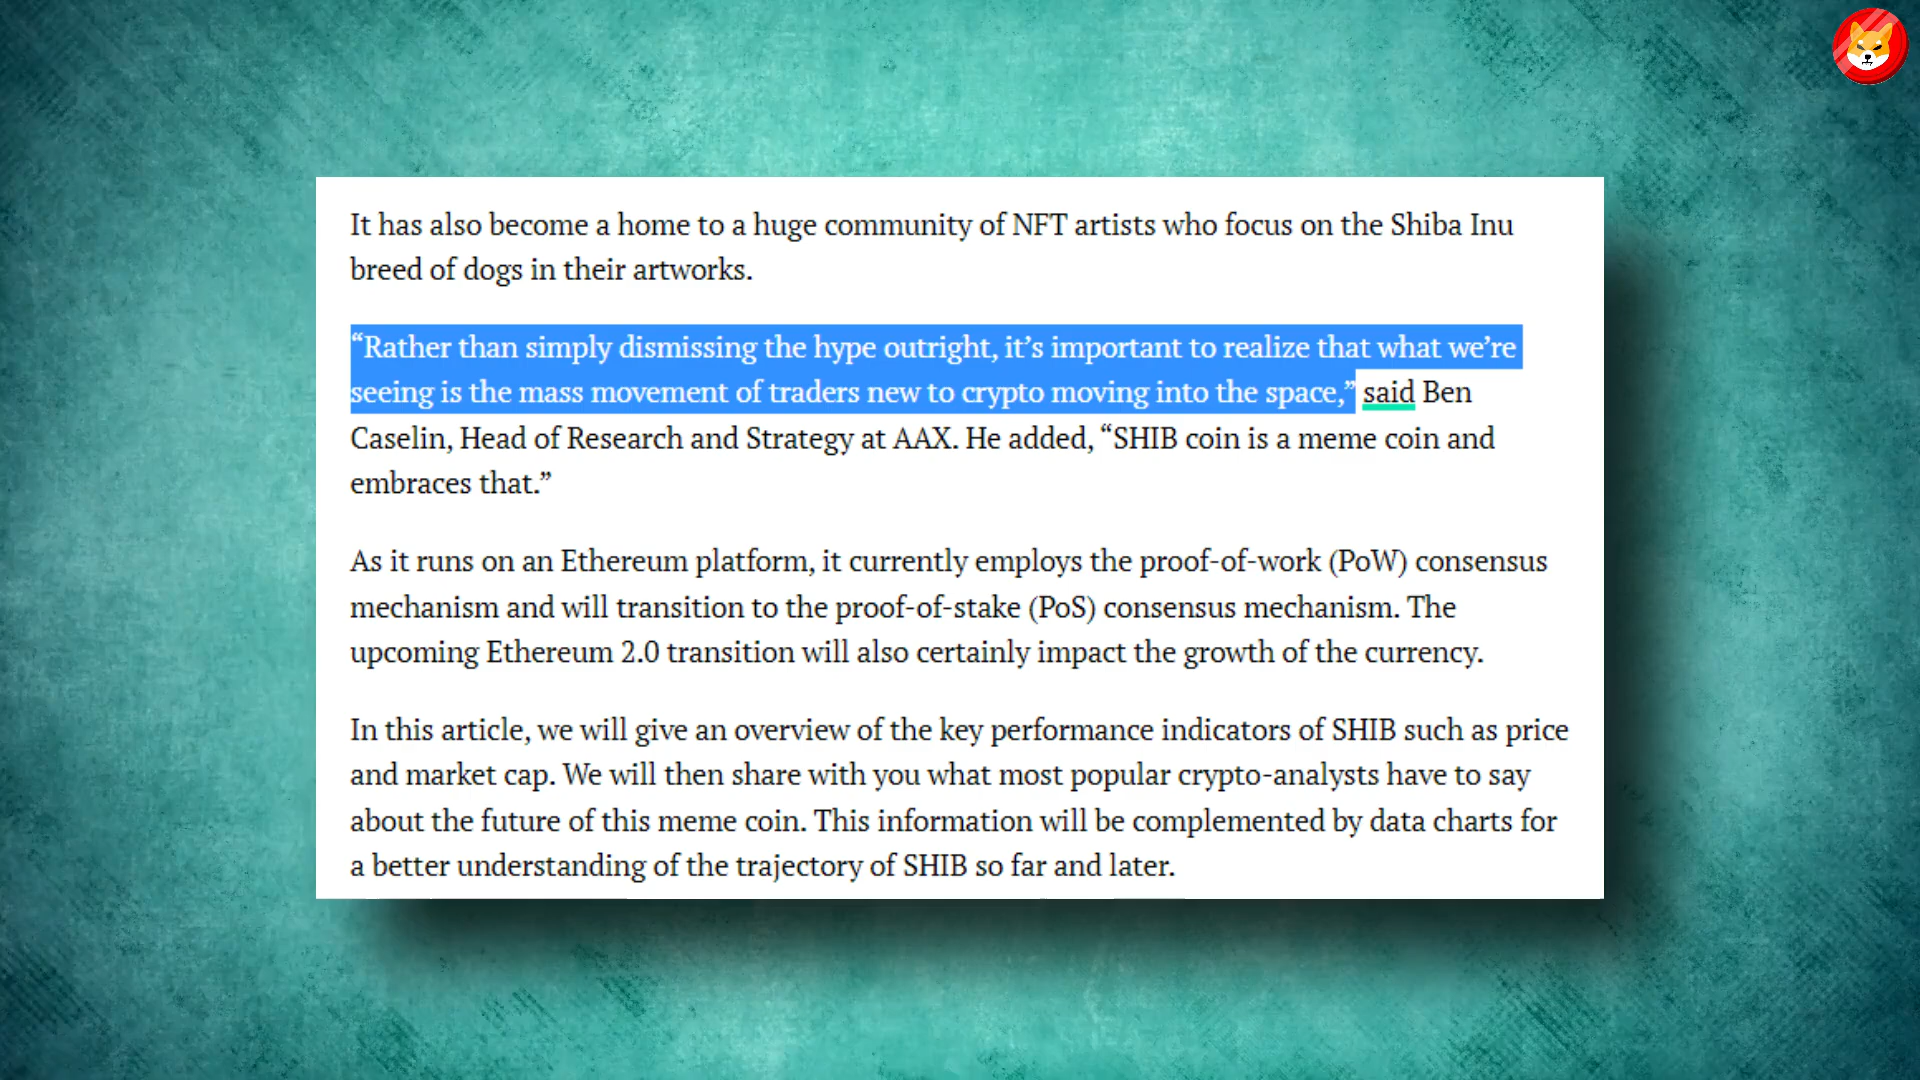 It has also become a home to a huge community of NFT artists who focus on the Shiba Inu
breed of dogs in their artworks.
“Rather than simply dismissing the hype outright, it’s important to realize that what we’re
seeing is the mass movement of traders new to crypto moving into the space,” said Ben
Caselin, Head of Research and Strategy at AAX. He added, “SHIB coin is a meme coin and
embraces that.”
As it runs on an Ethereum platform, it currently employs the proof-of-work (PoW) consensus
mechanism and will transition to the proof-of-stake (PoS) consensus mechanism. The
upcoming Ethereum 2.0 transition will also certainly impact the growth of the currency.
In this article, we will give an overview of the key performance indicators of SHIB such as price
and market cap. We will then share with you what most popular crypto-analysts have to say
about the future of this meme coin. This information will be complemented by data charts for
a better understanding of the trajectory of SHIB so far and later.